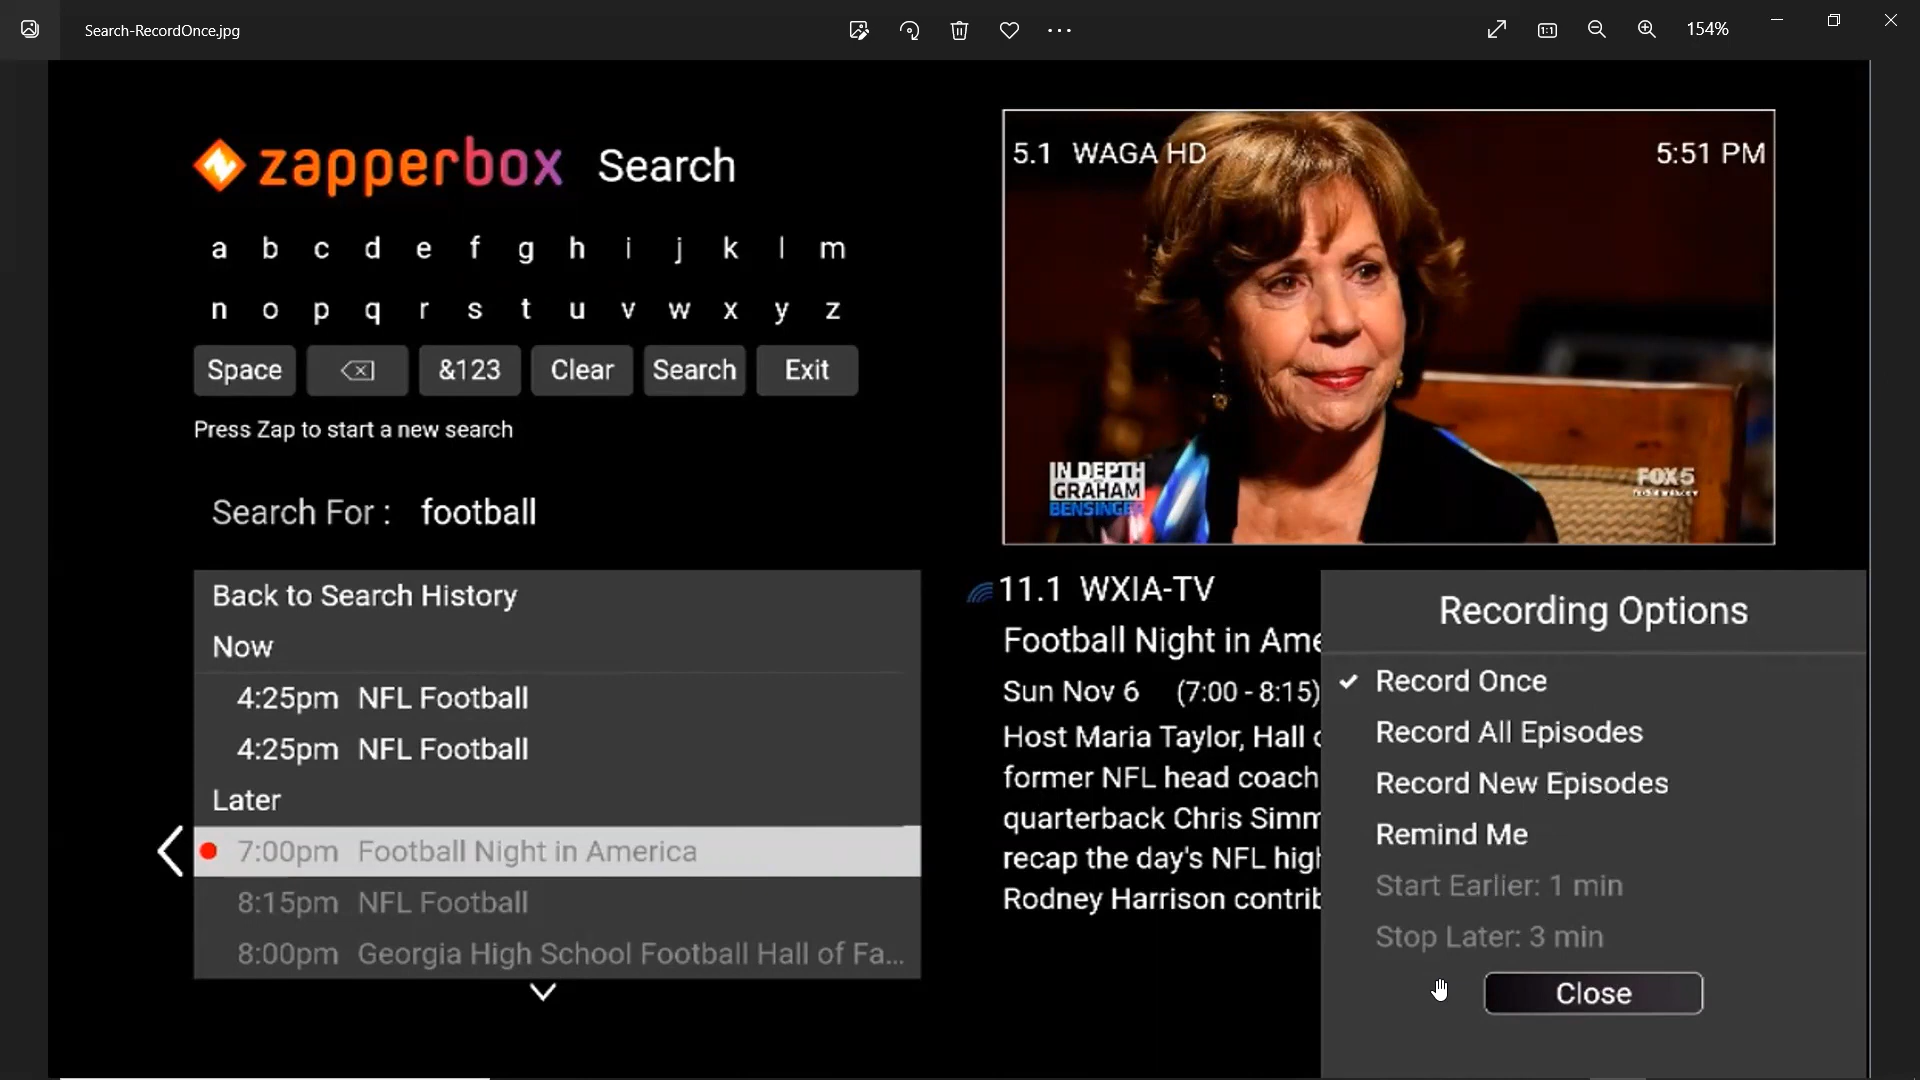 Search-RecordOnce.jpg
1:1
154%
zapperbox Search
5.1 WAGA HD
5:51 PM
a b c d e f g h i j k l m
n o p q r s t u v w x y z
Space
&123
Clear
Search
Exit
Press Zap to start a new search
IN DEPTH
GRAHAM
BENSINGER
FOX 5
Search For : football
Back to Search History
Now
4:25pm NFL Football
4:25pm NFL Football
Later
7:00pm Football Night in America
8:15pm NFL Football
8:00pm Georgia High School Football Hall of Fa...
11.1 WXIA-TV
Football Night in Ame
Sun Nov 6 (7:00 - 8:15)
Host Maria Taylor, Hall
former NFL head coach
quarterback Chris Simm
recap the day's NFL high
Rodney Harrison contrib
Recording Options
Record Once
Record All Episodes
Record New Episodes
Remind Me
Start Earlier: 1 min
Stop Later: 3 min
Close